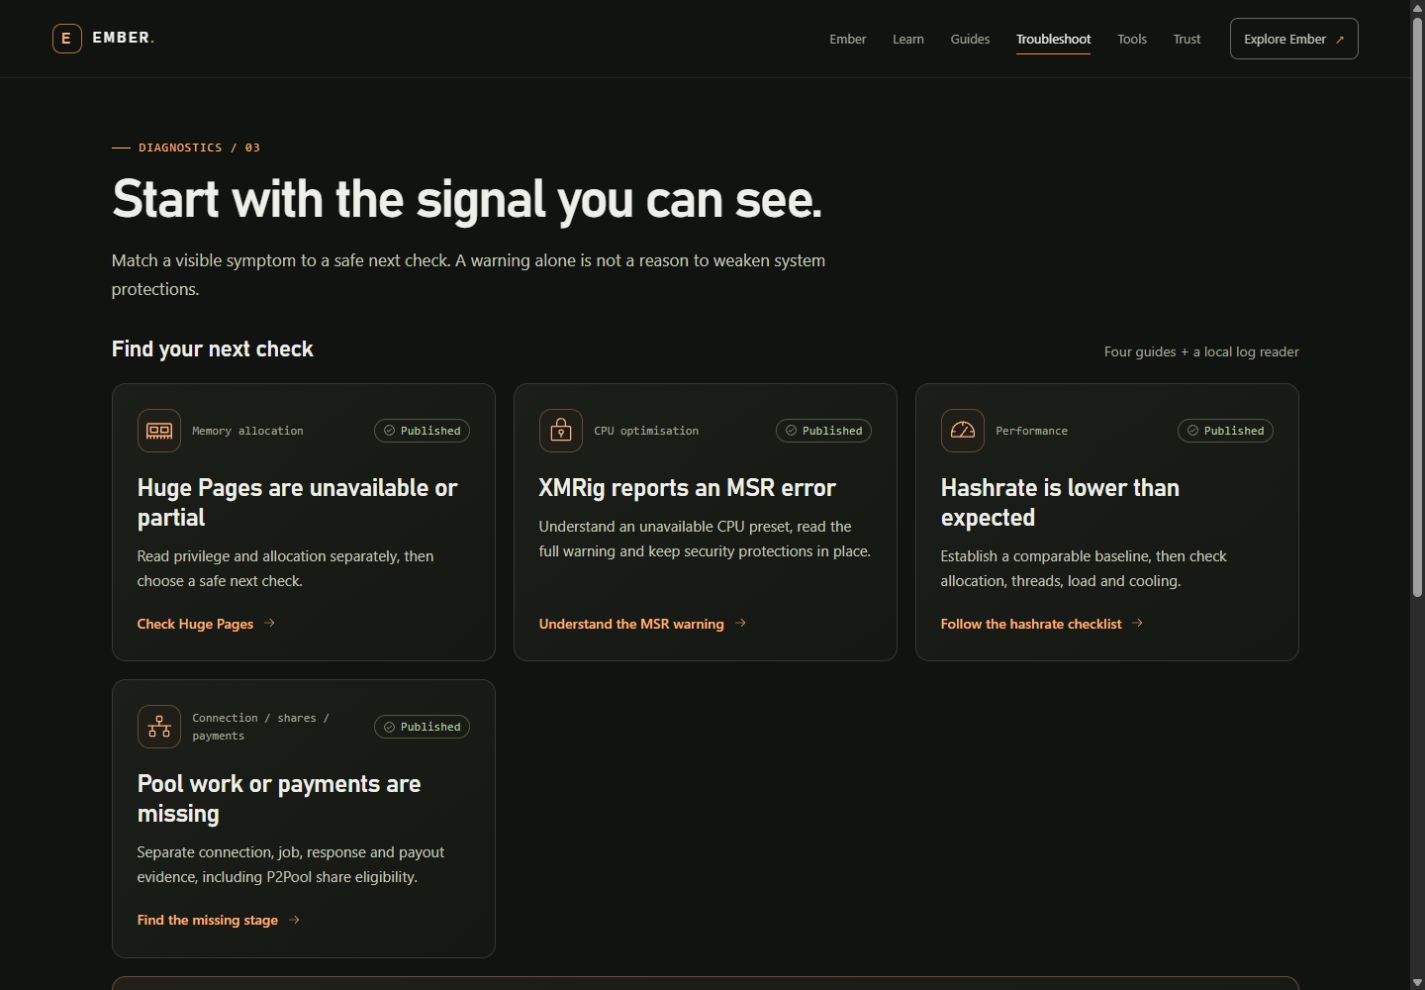 E EMBER.
Ember Learn Guides Troubleshoot Tools Trust Explore Ember ↗
DIAGNOSTICS / 03
Start with the signal you can see.
Match a visible symptom to a safe next check. A warning alone is not a reason to weaken system
protections.
Find your next check
Four guides + a local log reader
Memory allocation
Published
Huge Pages are unavailable or
partial
Read privilege and allocation separately, then
choose a safe next check.
Check Huge Pages →
CPU optimisation
Published
XMRig reports an MSR error
Understand an unavailable CPU preset, read the
full warning and keep security protections in place.
Understand the MSR warning →
Performance
Published
Hashrate is lower than
expected
Establish a comparable baseline, then check
allocation, threads, load and cooling.
Follow the hashrate checklist →
Connection / shares /
payments
Published
Pool work or payments are
missing
Separate connection, job, response and payout
evidence, including P2Pool share eligibility.
Find the missing stage →